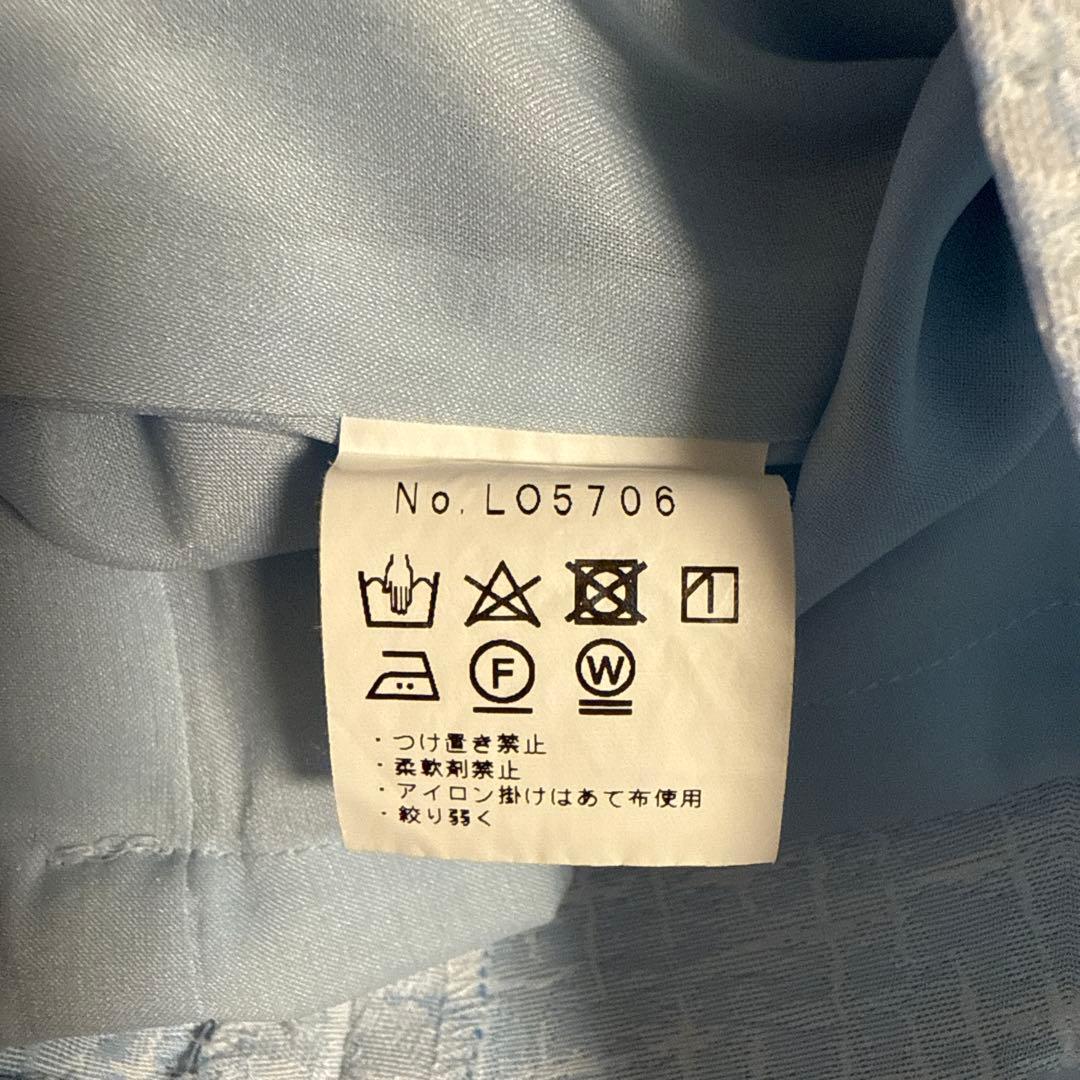 No. LO5706
F W
・つけ置き禁止
・柔軟剤禁止
・アイロン掛けはあて布使用
・絞り弱く